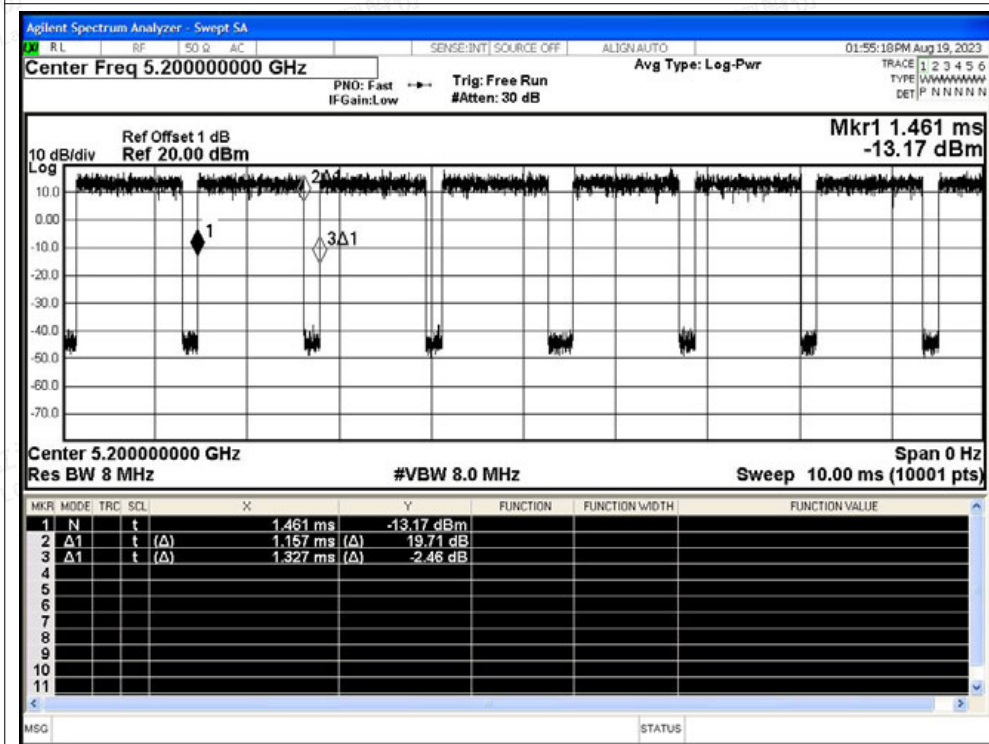 Agilent Spectrum Analyzer - Swept SA
RL RF 50 Ω AC SENSE:INT SOURCE OFF ALIGN AUTO 01:55:18 PM Aug 19, 2023
Center Freq 5.200000000 GHz
PNO: Fast
IFGain:Low
Trig: Free Run
#Atten: 30 dB
Avg Type: Log-Pwr
TRACE 1 2 3 4 5 6
TYPE WWWWWW
DET P N N N N N
Ref Offset 1 dB
10 dB/div Ref 20.00 dBm
Log
Mkr1 1.461 ms
-13.17 dBm
2Δ1
10.0
0.00
1
3Δ1
-10.0
-20.0
-30.0
-40.0
-50.0
-60.0
-70.0
Center 5.200000000 GHz Span 0 Hz
Res BW 8 MHz #VBW 8.0 MHz Sweep 10.00 ms (10001 pts)
MKR MODE TRC SCL X Y FUNCTION FUNCTION WIDTH FUNCTION VALUE
1 N t 1.461 ms -13.17 dBm
2 Δ1 t (Δ) 1.157 ms (Δ) 19.71 dB
3 Δ1 t (Δ) 1.327 ms (Δ) -2.46 dB
4
5
6
7
8
9
10
11
MSG STATUS